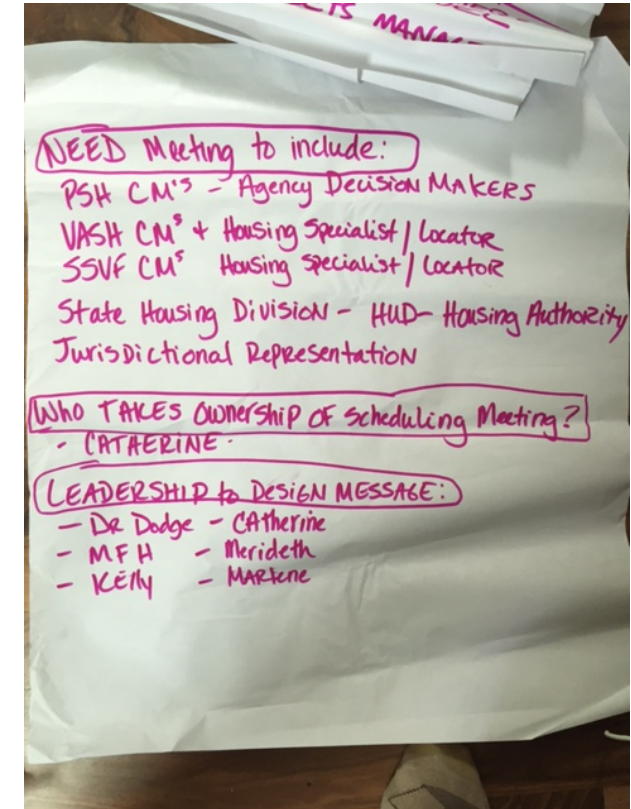 MANA
NEED Meeting to include:
PSH CM'S - Agency Decision MAKERS
VASH CM's + Housing Specialist / Locator
SSVF CM's Housing Specialist / Locator
State Housing Division - HUD- Housing Authority
Jurisdictional Representation
Who TAKES Ownership OF Scheduling Meeting?
- CATHERINE -
LEADERSHIP to DESIGN MESSAGE:
- DR Dodge - CAtherine
- MFH - Merideth
- Kelly - MARlene